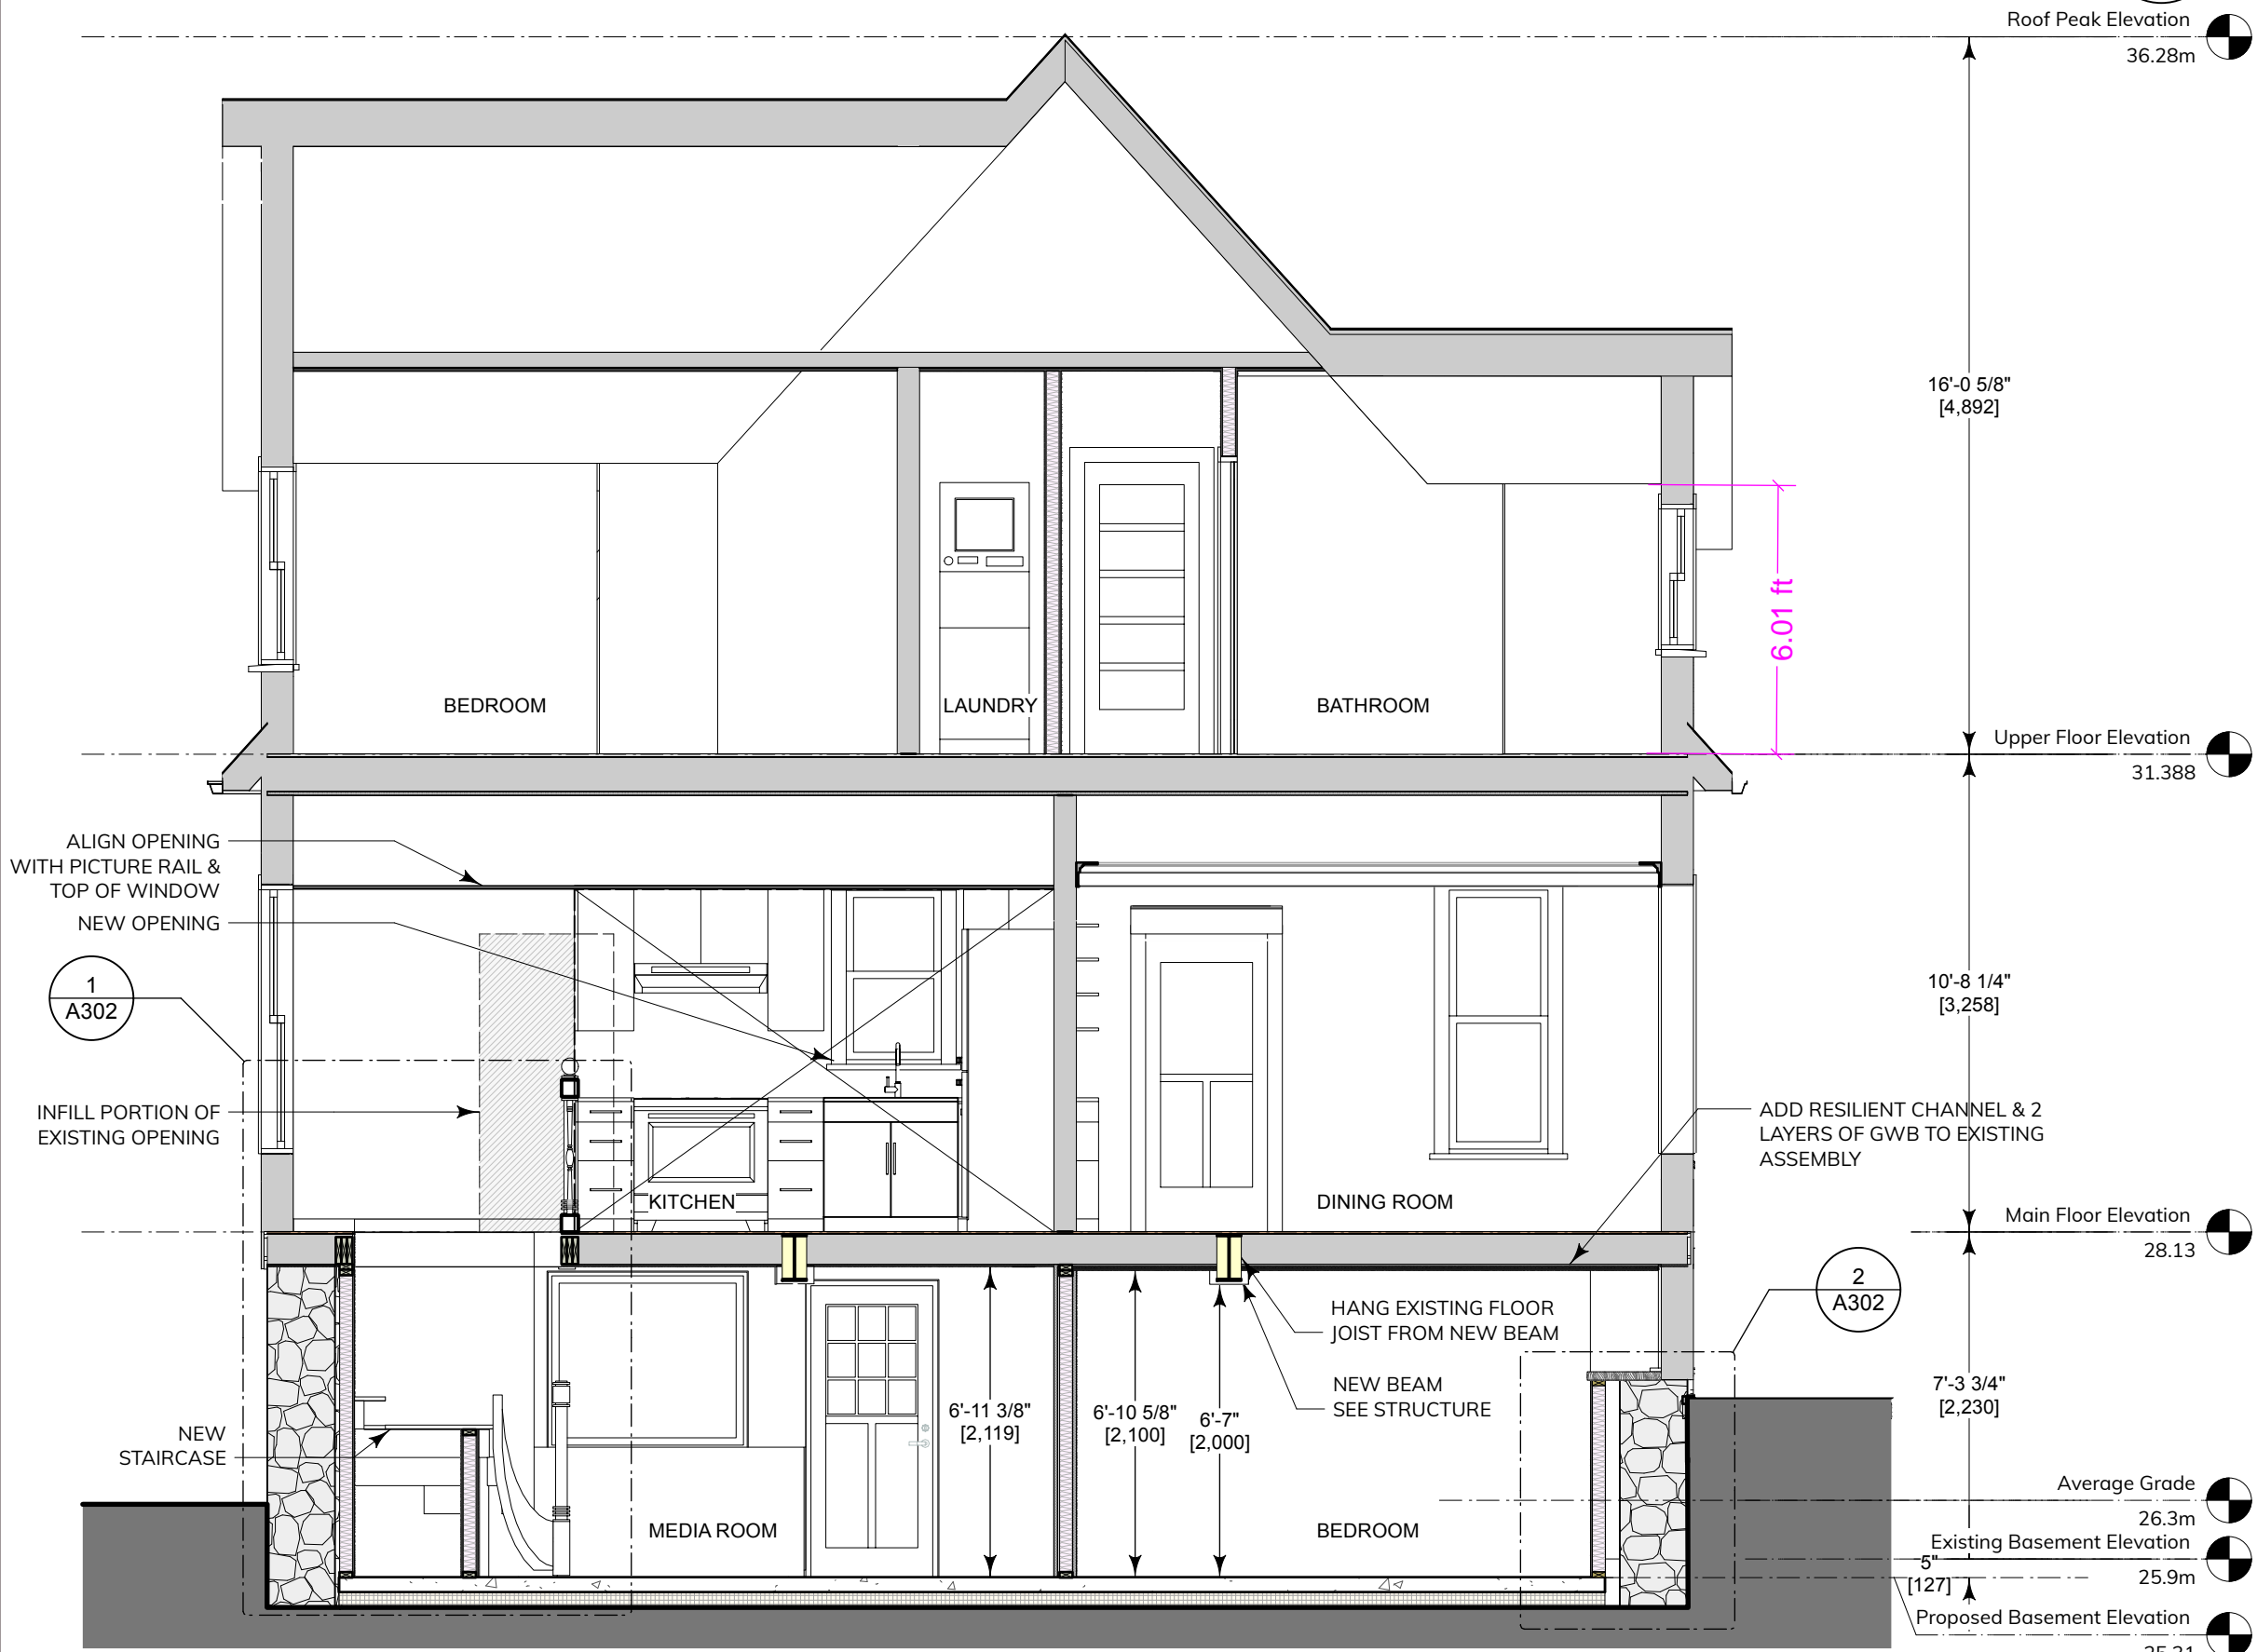 Roof Peak Elevation
36.28m
16'-0 5/8"
[4,892]
6.01 ft
BEDROOM
LAUNDRY
BATHROOM
Upper Floor Elevation
31.388
ALIGN OPENING
WITH PICTURE RAIL &
TOP OF WINDOW
NEW OPENING
1
A302
10'-8 1/4"
[3,258]
INFILL PORTION OF
EXISTING OPENING
ADD RESILIENT CHANNEL & 2
LAYERS OF GWB TO EXISTING
ASSEMBLY
KITCHEN
DINING ROOM
Main Floor Elevation
28.13
2
A302
HANG EXISTING FLOOR
JOIST FROM NEW BEAM
NEW BEAM
SEE STRUCTURE
7'-3 3/4"
[2,230]
6'-11 3/8"
[2,119]
6'-10 5/8"
[2,100]
6'-7"
[2,000]
NEW
STAIRCASE
MEDIA ROOM
BEDROOM
Average Grade
26.3m
Existing Basement Elevation
25.9m
5"
[127]
Proposed Basement Elevation